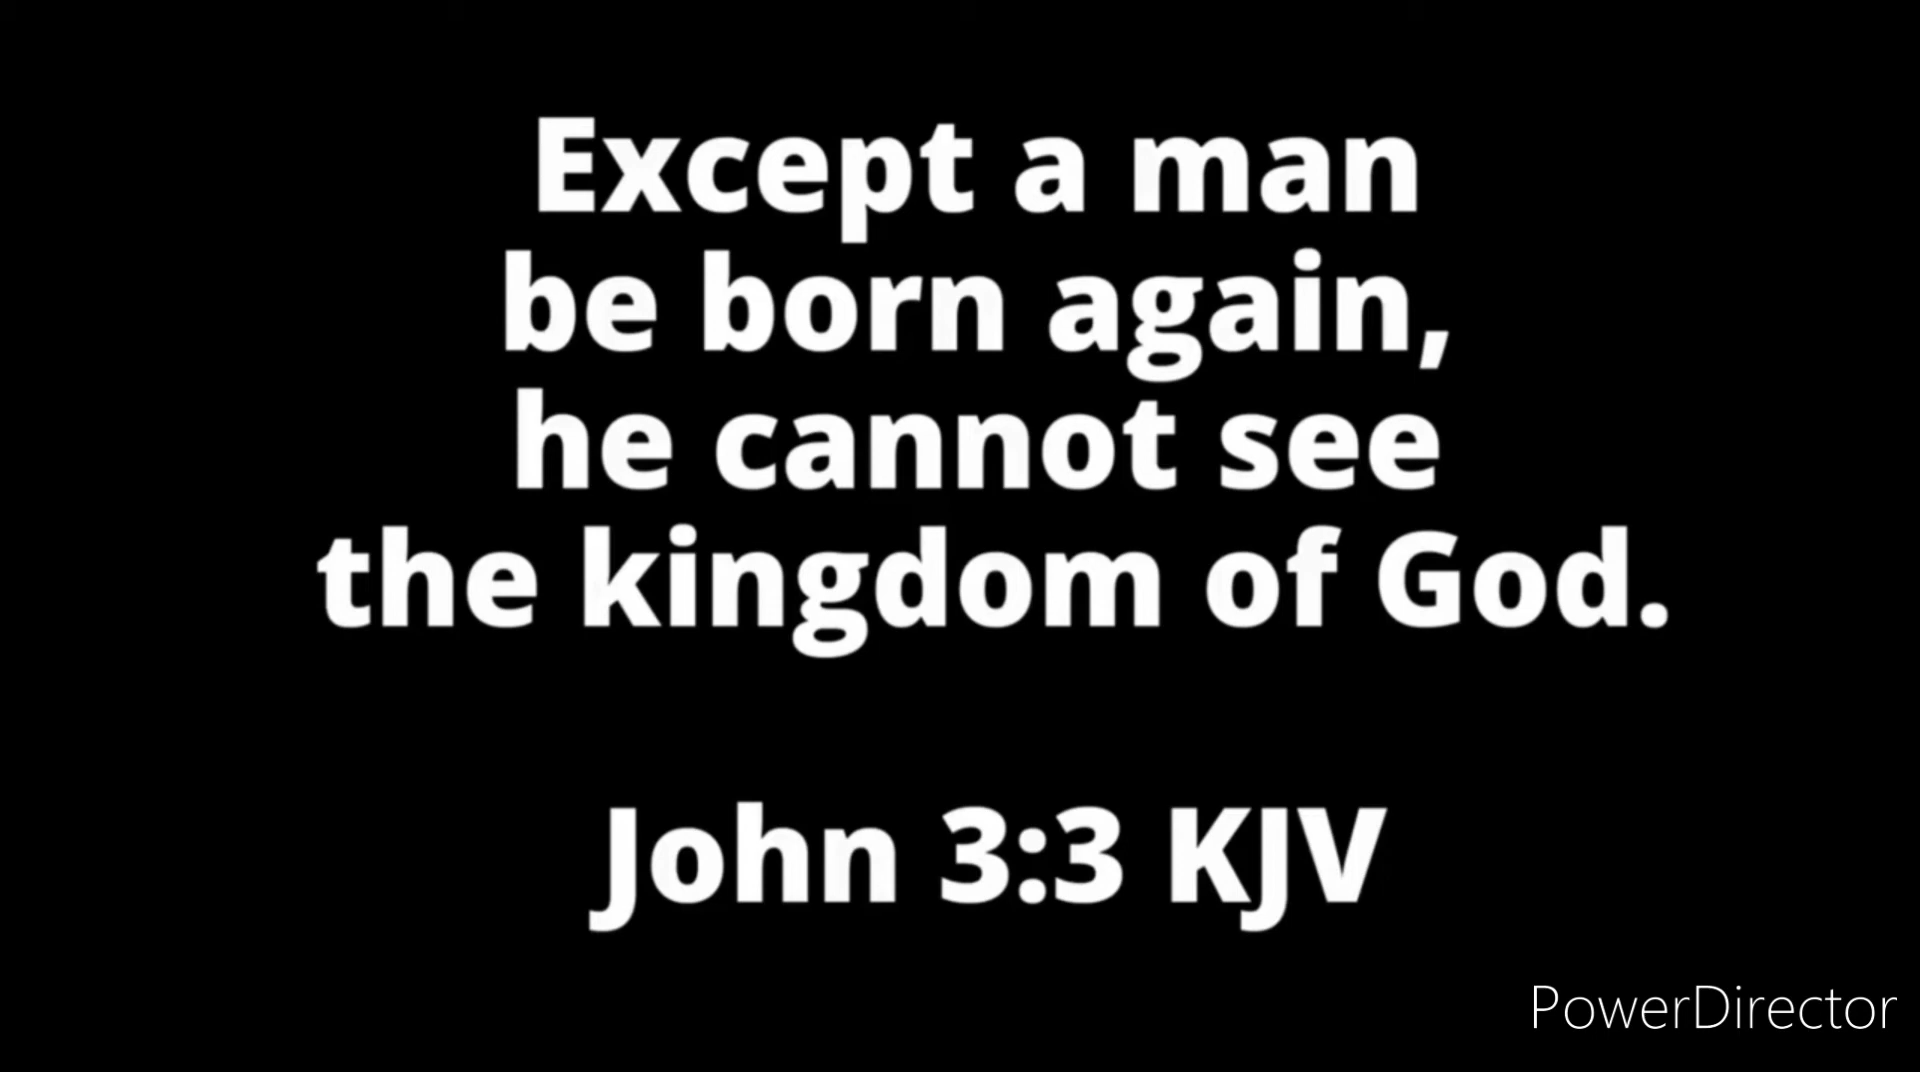 Except a man
be born again,
he cannot see
the kingdom of God.
John 3:3 KJV
PowerDirector